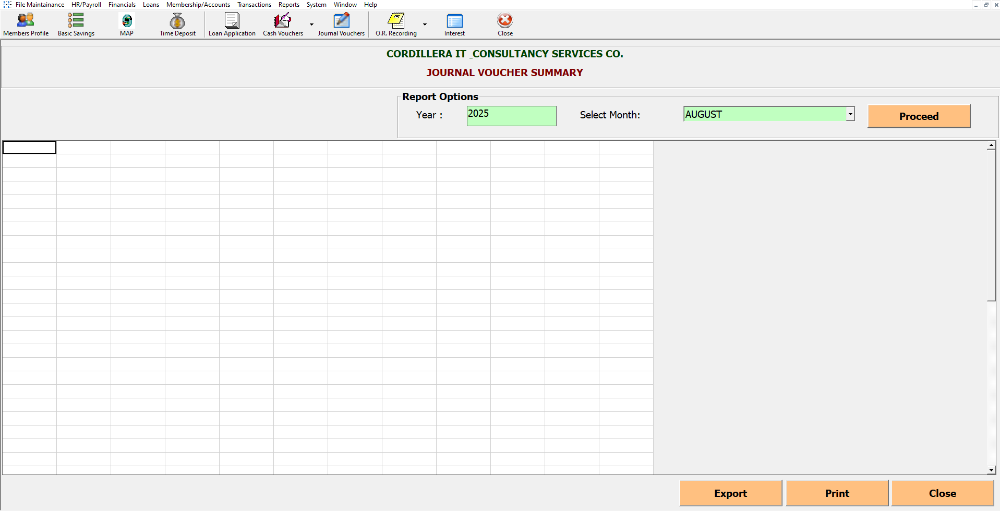 File Maintainance HR/Payroll Financials Loans Membership/Accounts Transactions Reports System Window Help
Members Profile Basic Savings MAP Time Deposit Loan Application Cash Vouchers Journal Vouchers O.R. Recording Interest Close
CORDILLERA IT _CONSULTANCY SERVICES CO.
JOURNAL VOUCHER SUMMARY
Report Options
Year : 2025 Select Month: AUGUST Proceed
Export Print Close